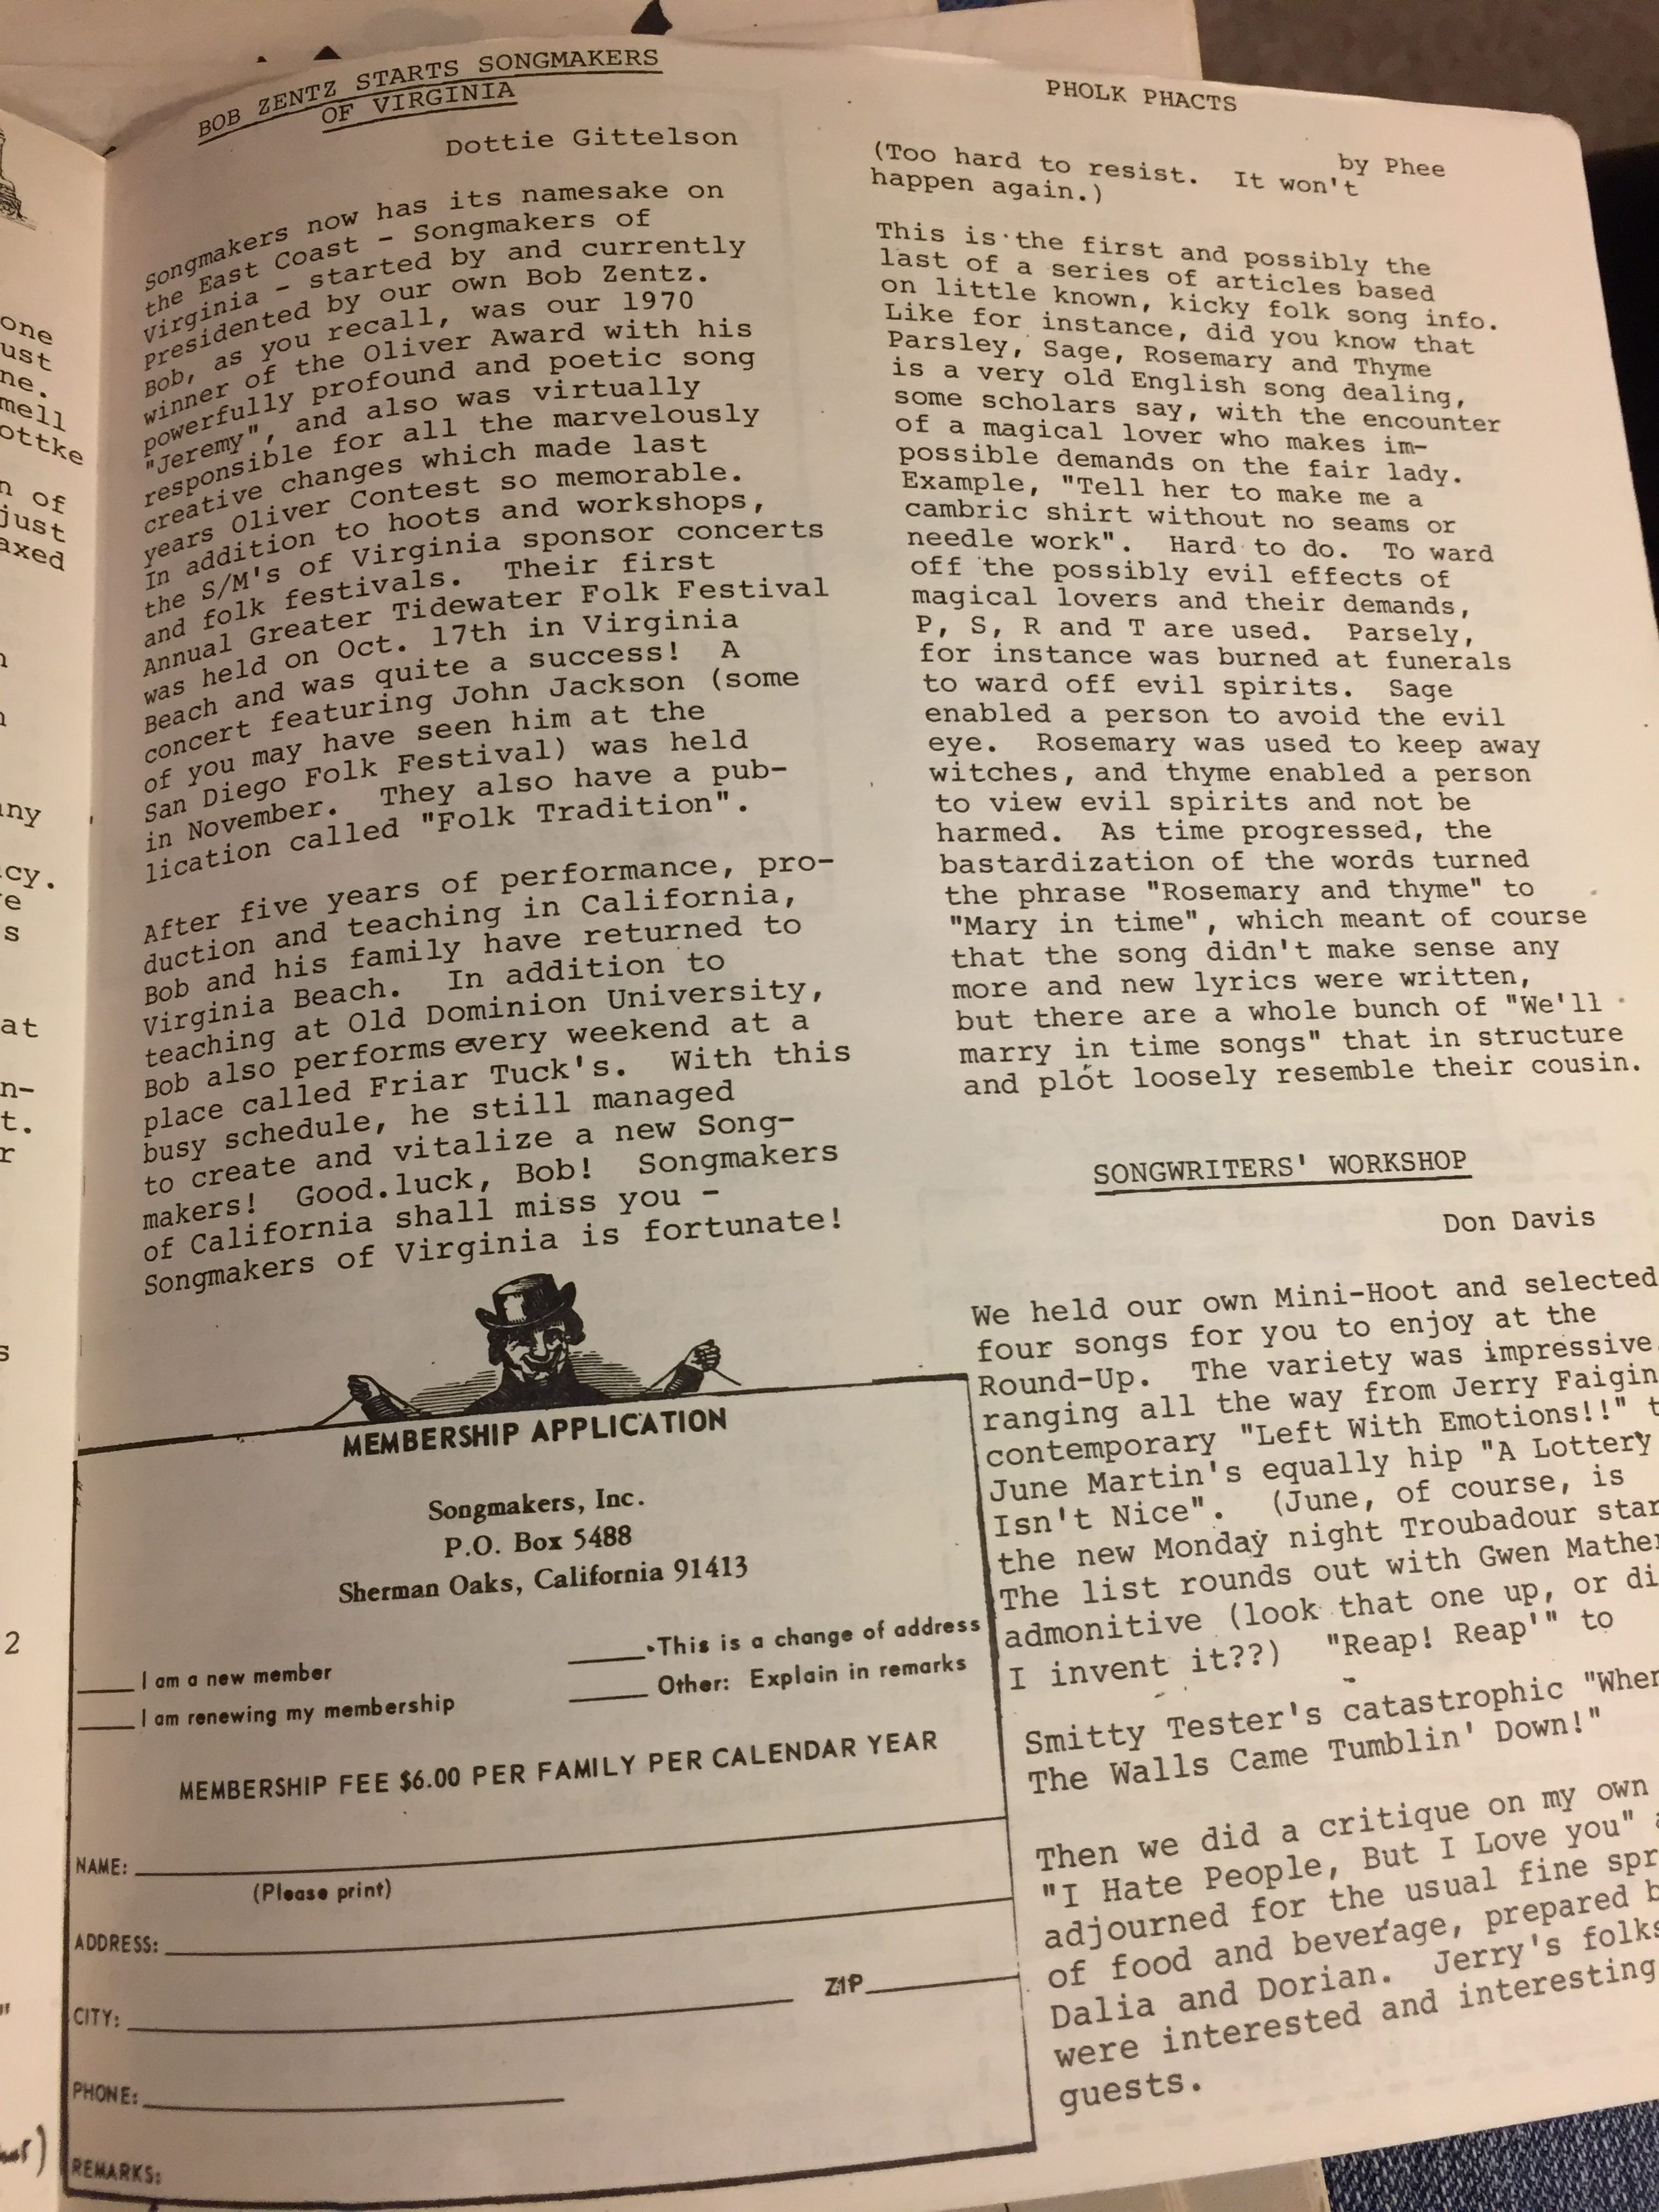 BOB ZENTZ STARTS SONGMAKERS
OF VIRGINIA
Dottie Gittelson
Songmakers now has its namesake on
the East Coast - Songmakers of
Virginia - started by and currently
presidented by our own Bob Zentz.
Bob, as you recall, was our 1970
winner of the Oliver Award with his
powerfully profound and poetic song
"Jeremy", and also was virtually
responsible for all the marvelously
creative changes which made last
years Oliver Contest so memorable.
In addition to hoots and workshops,
the S/M's of Virginia sponsor concerts
and folk festivals. Their first
Annual Greater Tidewater Folk Festival
was held on Oct. 17th in Virginia
Beach and was quite a success! A
concert featuring John Jackson (some
of you may have seen him at the
San Diego Folk Festival) was held
in November. They also have a pub-
lication called "Folk Tradition".
After five years of performance, pro-
duction and teaching in California,
Bob and his family have returned to
Virginia Beach. In addition to
teaching at Old Dominion University,
Bob also performs every weekend at a
place called Friar Tuck's. With this
busy schedule, he still managed
to create and vitalize a new Song-
makers! Good.luck, Bob! Songmakers
of California shall miss you -
Songmakers of Virginia is fortunate!
MEMBERSHIP APPLICATION
Songmakers, Inc.
P.O. Box 5488
Sherman Oaks, California 91413
I am a new member
This is a change of address
I am renewing my membership
Other: Explain in remarks
MEMBERSHIP FEE $6.00 PER FAMILY PER CALENDAR YEAR
NAME:
(Please print)
ADDRESS:
CITY: ZIP
PHONE:
REMARKS:
PHOLK PHACTS
by Phee
(Too hard to resist. It won't
happen again.)
This is the first and possibly the
last of a series of articles based
on little known, kicky folk song info.
Like for instance, did you know that
Parsley, Sage, Rosemary and Thyme
is a very old English song dealing,
some scholars say, with the encounter
of a magical lover who makes im-
possible demands on the fair lady.
Example, "Tell her to make me a
cambric shirt without no seams or
needle work". Hard to do. To ward
off the possibly evil effects of
magical lovers and their demands,
P, S, R and T are used. Parsely,
for instance was burned at funerals
to ward off evil spirits. Sage
enabled a person to avoid the evil
eye. Rosemary was used to keep away
witches, and thyme enabled a person
to view evil spirits and not be
harmed. As time progressed, the
bastardization of the words turned
the phrase "Rosemary and thyme" to
"Mary in time", which meant of course
that the song didn't make sense any
more and new lyrics were written,
but there are a whole bunch of "We'll
marry in time songs" that in structure
and plot loosely resemble their cousin.
SONGWRITERS' WORKSHOP
Don Davis
We held our own Mini-Hoot and selected
four songs for you to enjoy at the
Round-Up. The variety was impressive
ranging all the way from Jerry Faigin
contemporary "Left With Emotions!!"
June Martin's equally hip "A Lottery
Isn't Nice". (June, of course, is
the new Monday night Troubadour star
The list rounds out with Gwen Mather
admonitive (look that one up, or di
I invent it??) "Reap! Reap'" to
Smitty Tester's catastrophic "When
The Walls Came Tumblin' Down!"
Then we did a critique on my own
"I Hate People, But I Love you"
adjourned for the usual fine spr
of food and beverage, prepared b
Dalia and Dorian. Jerry's folks
were interested and interesting
guests.
one
ust
ne.
mell
ottke
n of
just
axed
any
cy.
e
s
at
n-
t.
r
s
2